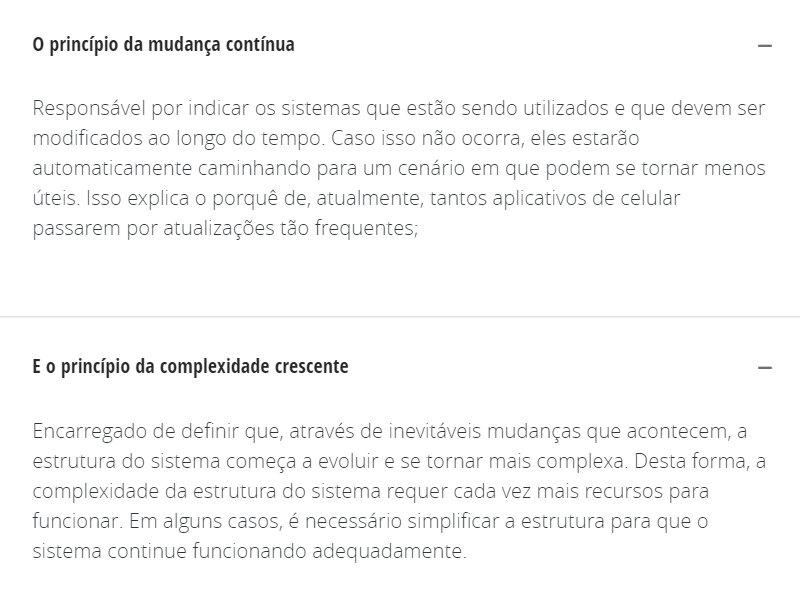 O princípio da mudança contínua
Responsável por indicar os sistemas que estão sendo utilizados e que devem ser
modificados ao longo do tempo. Caso isso não ocorra, eles estarão
automaticamente caminhando para um cenário em que podem se tornar menos
úteis. Isso explica o porquê de, atualmente, tantos aplicativos de celular
passarem por atualizações tão frequentes;
E o princípio da complexidade crescente
Encarregado de definir que, através de inevitáveis mudanças que acontecem, a
estrutura do sistema começa a evoluir e se tornar mais complexa. Desta forma, a
complexidade da estrutura do sistema requer cada vez mais recursos para
funcionar. Em alguns casos, é necessário simplificar a estrutura para que o
sistema continue funcionando adequadamente.